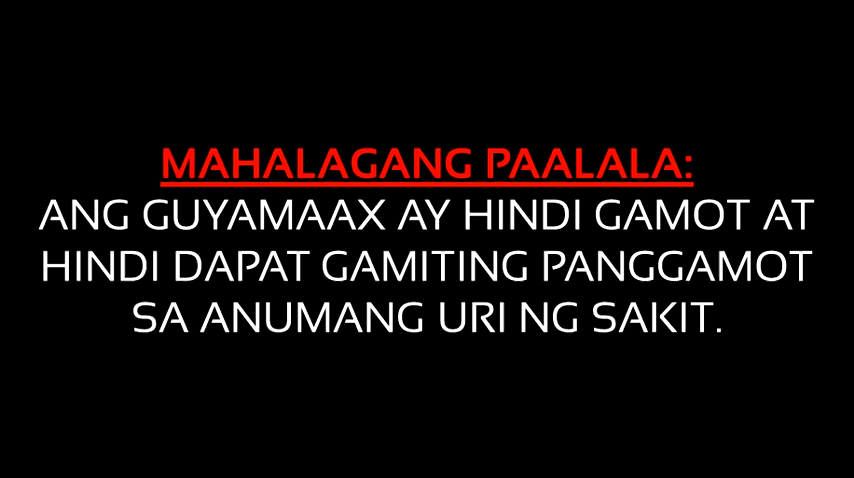 MAHALAGANG PAALALA:
ANG GUYAMAAX AY HINDI GAMOT AT
HINDI DAPAT GAMITING PANGGAMOT
SA ANUMANG URI NG SAKIT.